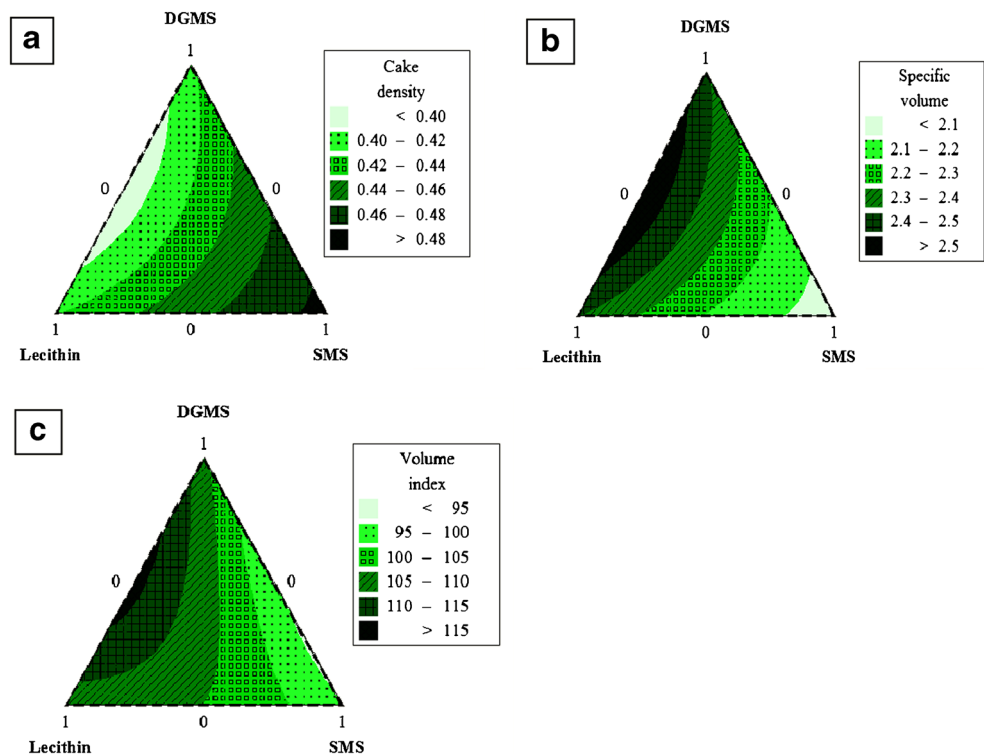 a
DGMS
1
0
0
1
0
1
Lecithin
SMS
Cake
density
< 0.40
0.40 – 0.42
0.42 – 0.44
0.44 – 0.46
0.46 – 0.48
> 0.48
b
DGMS
1
0
0
1
0
1
Lecithin
SMS
Specific
volume
< 2.1
2.1 – 2.2
2.2 – 2.3
2.3 – 2.4
2.4 – 2.5
> 2.5
c
DGMS
1
0
0
1
0
1
Lecithin
SMS
Volume
index
< 95
95 – 100
100 – 105
105 – 110
110 – 115
> 115